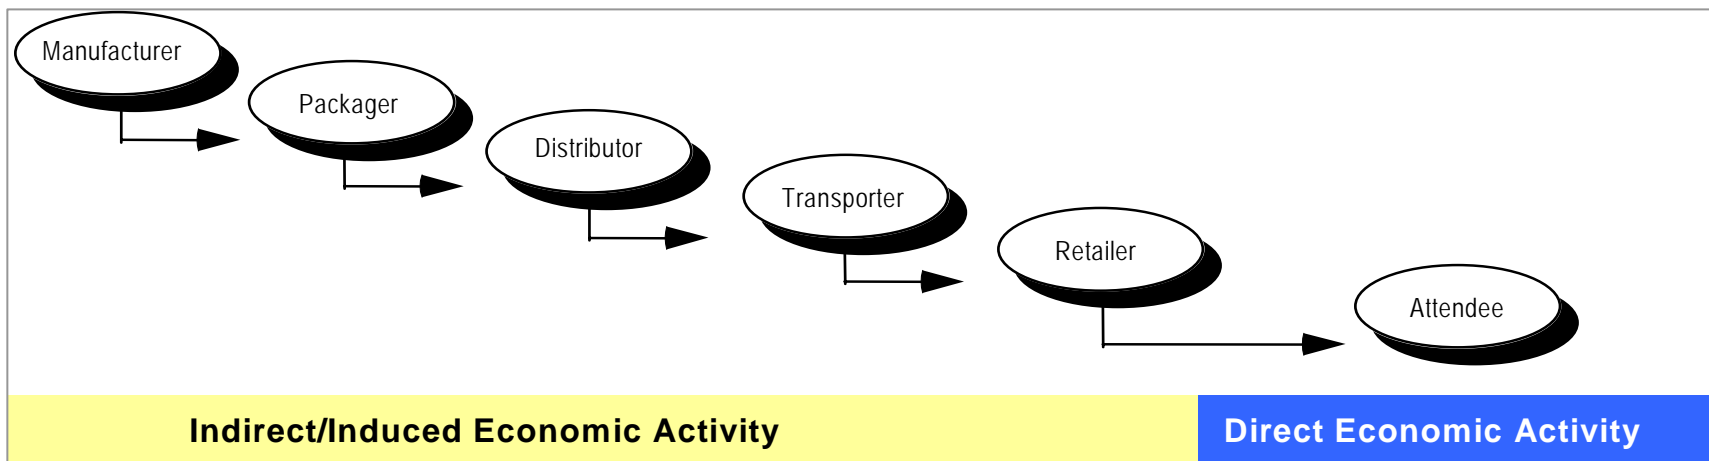 Manufacturer
Packager
Distributor
Transporter
Retailer
Attendee
Indirect/Induced Economic Activity
Direct Economic Activity